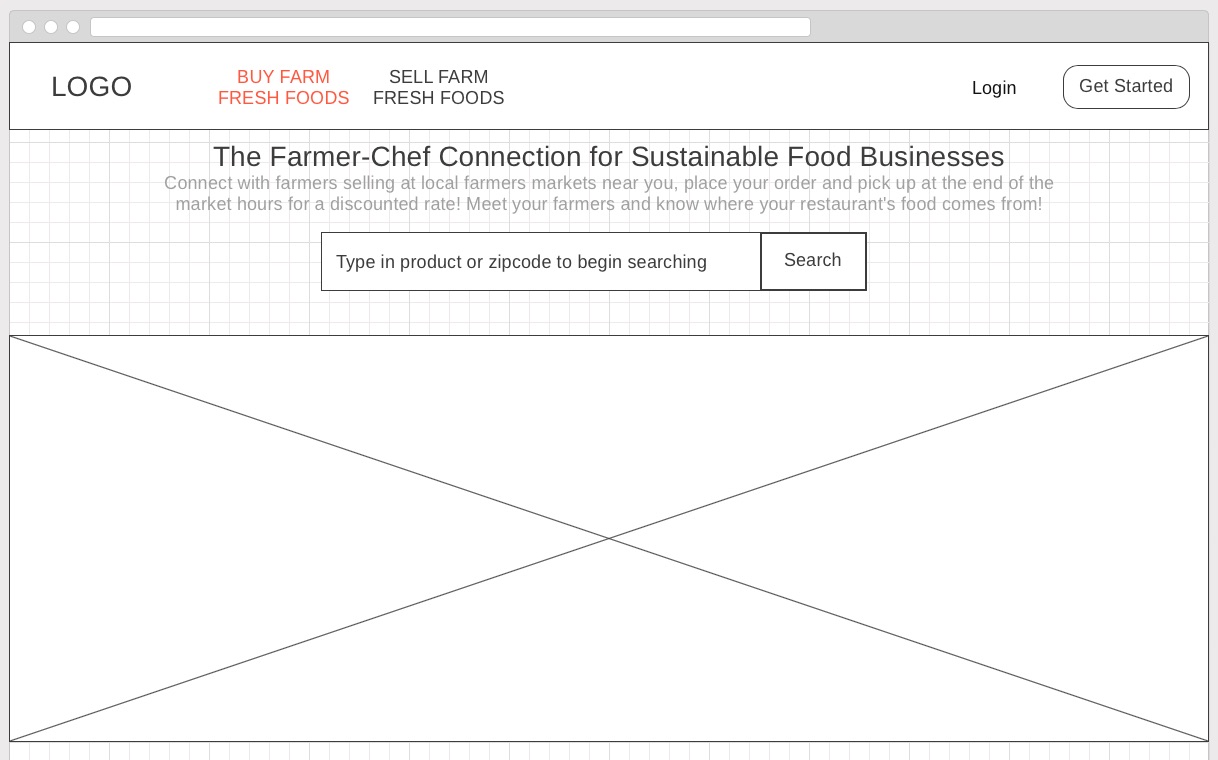 LOGO
BUY FARM
FRESH FOODS
SELL FARM
FRESH FOODS
Login
Get Started
The Farmer-Chef Connection for Sustainable Food Businesses
Connect with farmers selling at local farmers markets near you, place your order and pick up at the end of the
market hours for a discounted rate! Meet your farmers and know where your restaurant's food comes from!
Type in product or zipcode to begin searching
Search